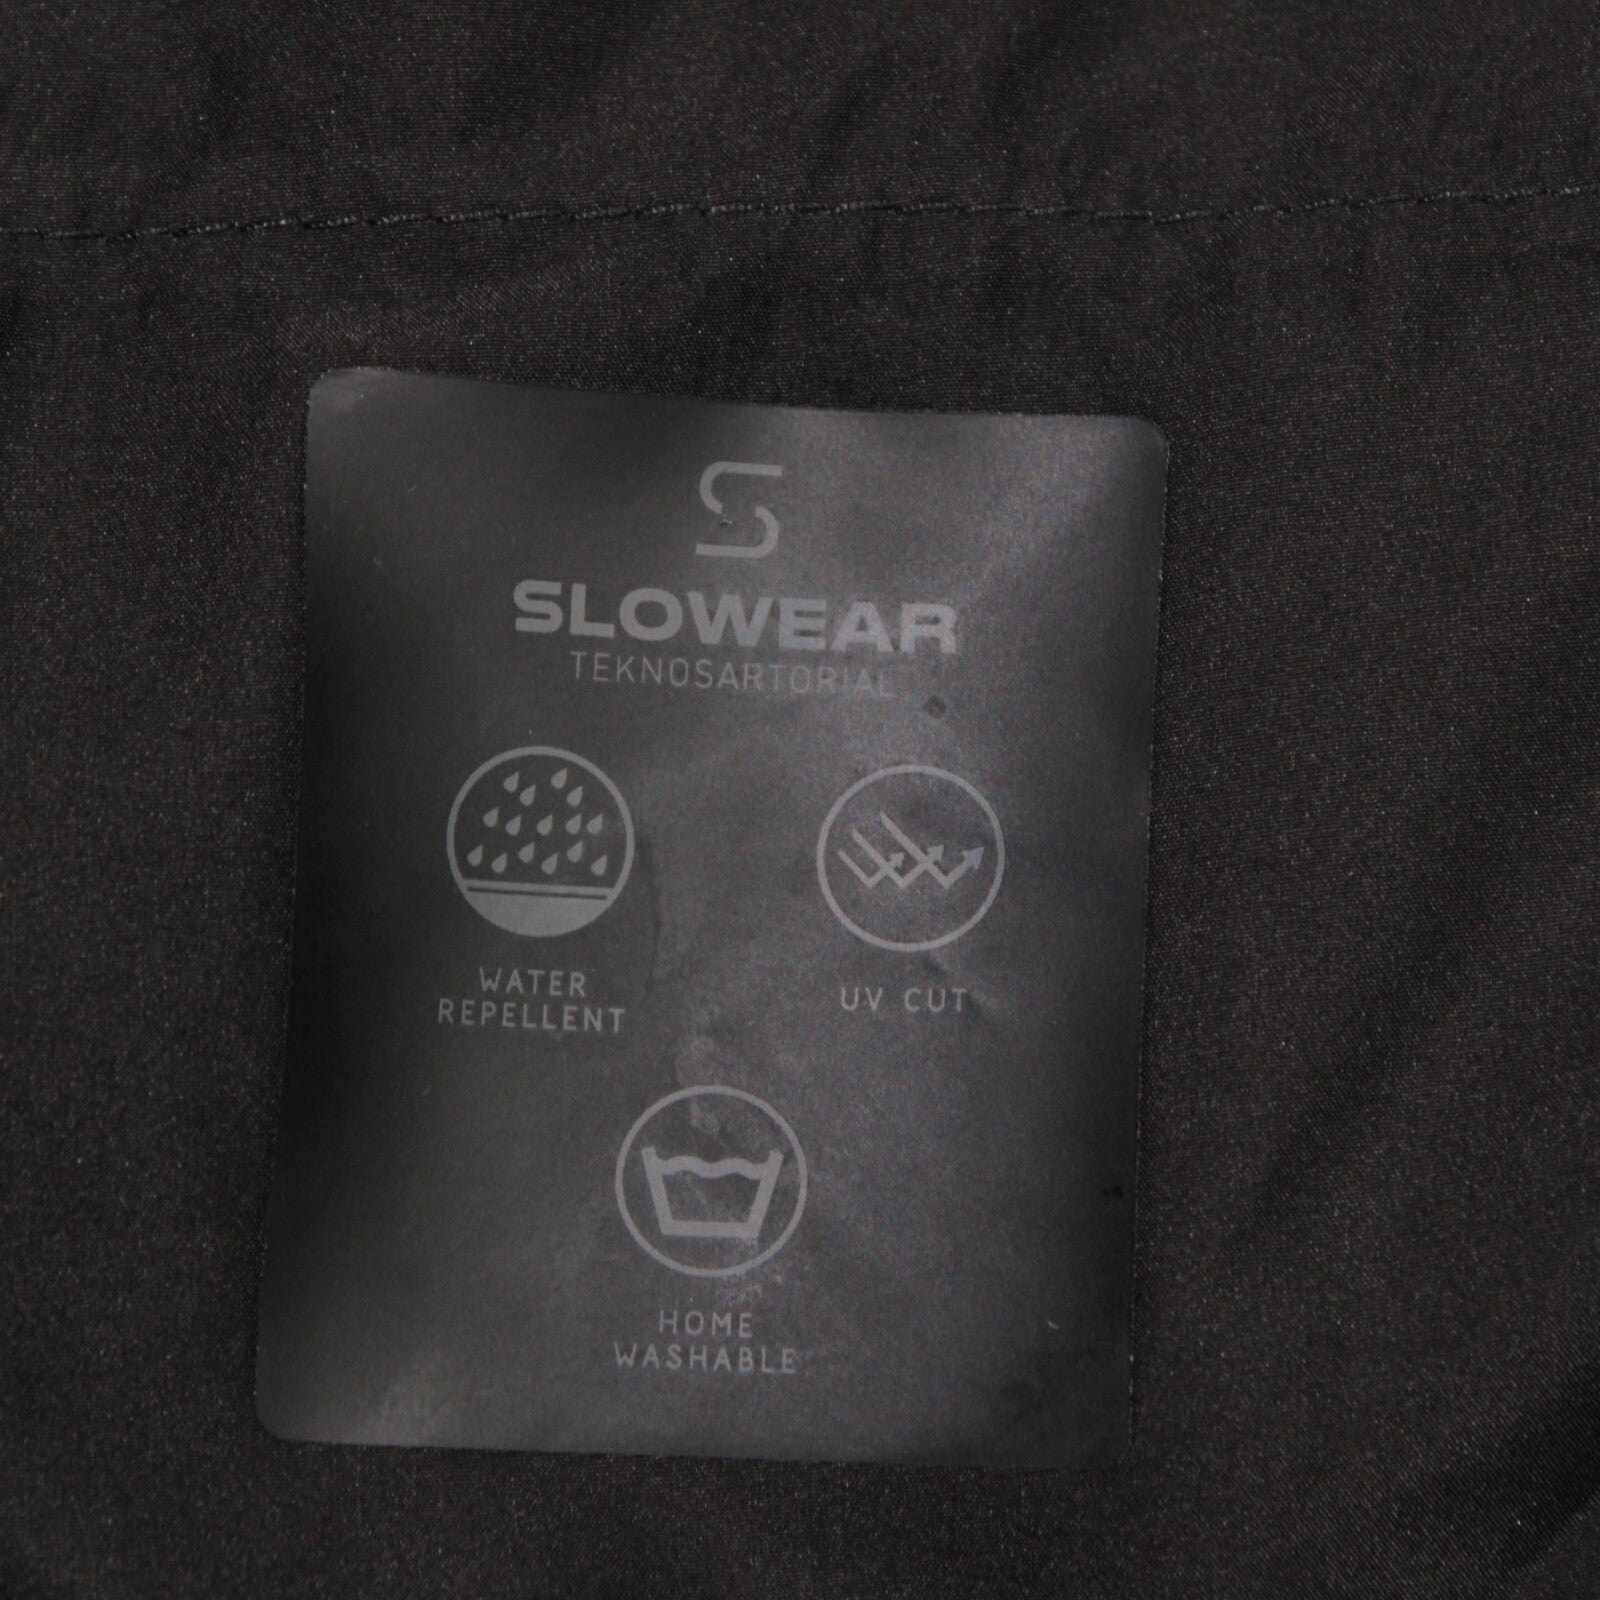 S
SLOWEAR
TEKNOSARTORIAL
WATER
REPELLENT
UV CUT
HOME
WASHABLE